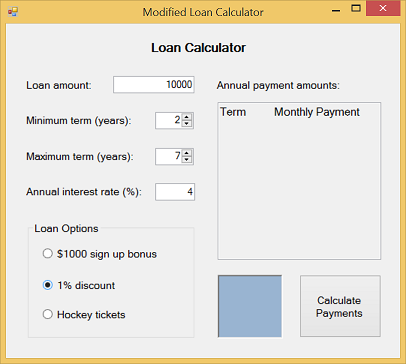 Modified Loan Calculator
Loan Calculator
Loan amount: 10000
Minimum term (years): 2
Maximum term (years): 7
Annual interest rate (%): 4
Loan Options
$1000 sign up bonus
1% discount
Hockey tickets
Annual payment amounts:
Term Monthly Payment
Calculate
Payments